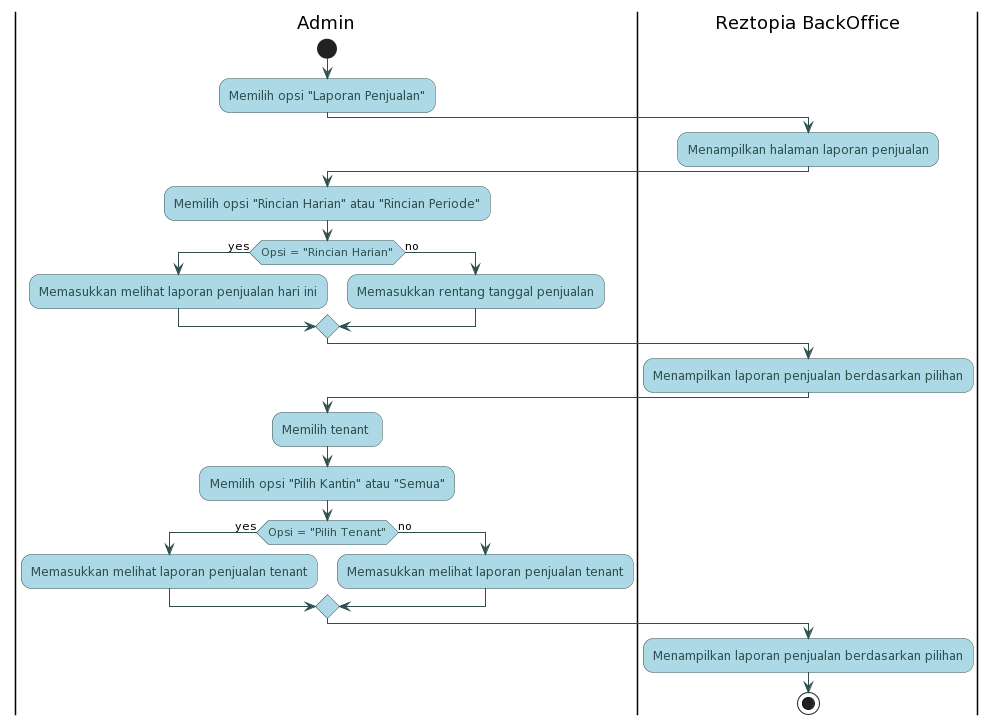 Admin
Reztopia BackOffice
Memilih opsi "Laporan Penjualan"
Menampilkan halaman laporan penjualan
Memilih opsi "Rincian Harian" atau "Rincian Periode"
yes
Opsi = "Rincian Harian"
no
Memasukkan melihat laporan penjualan hari ini
Memasukkan rentang tanggal penjualan
Menampilkan laporan penjualan berdasarkan pilihan
Memilih tenant
Memilih opsi "Pilih Kantin" atau "Semua"
yes
Opsi = "Pilih Tenant"
no
Memasukkan melihat laporan penjualan tenant
Memasukkan melihat laporan penjualan tenant
Menampilkan laporan penjualan berdasarkan pilihan